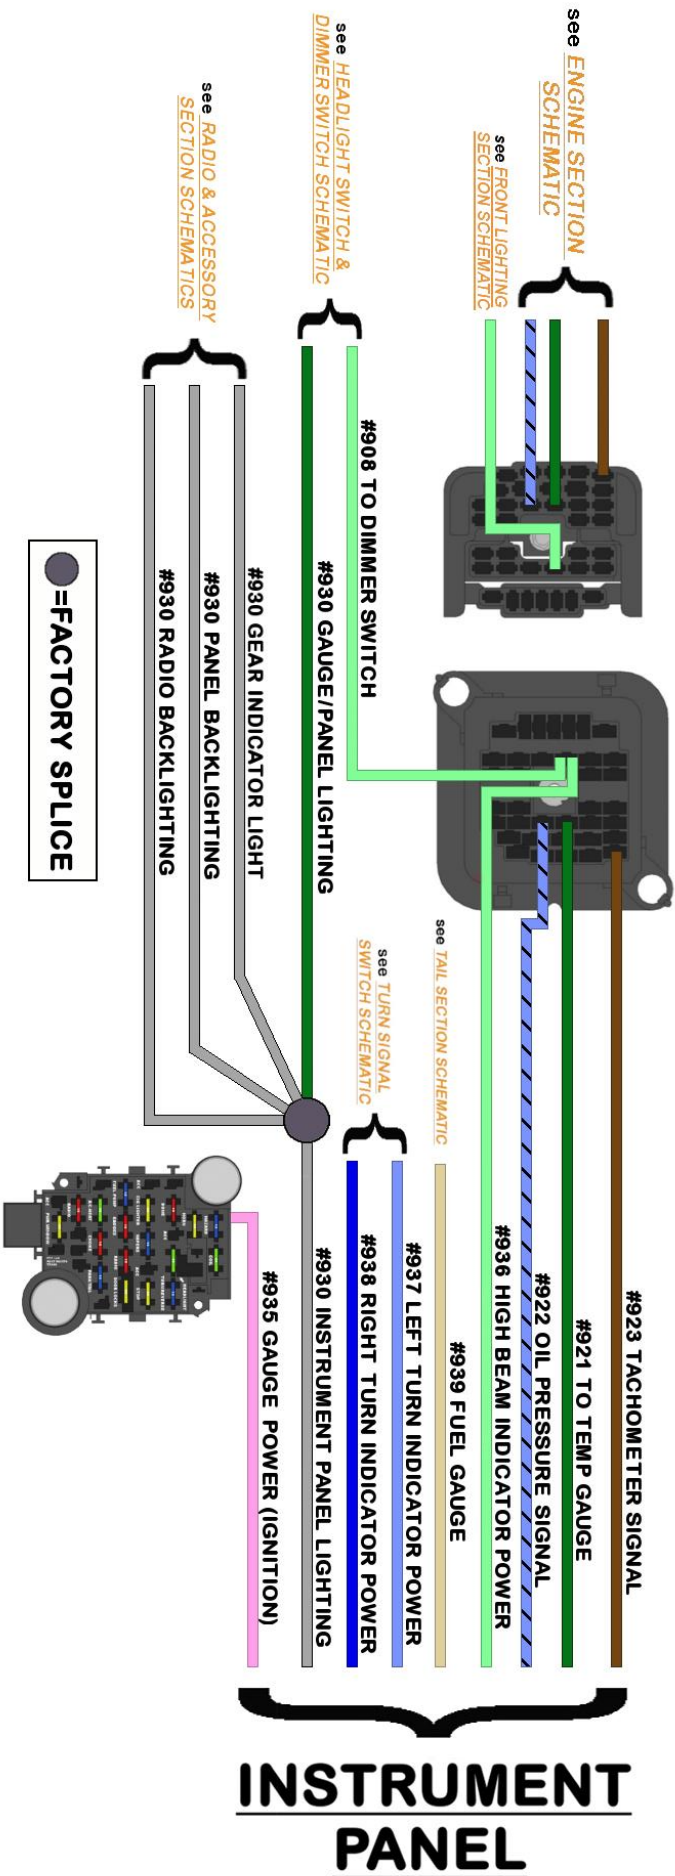 see ENGINE SECTION
SCHEMATIC
see FRONT LIGHTING
SECTION SCHEMATIC
see HEADLIGHT SWITCH &
DIMMER SWITCH SCHEMATIC
see RADIO & ACCESSORY
SECTION SCHEMATICS
#908 TO DIMMER SWITCH
#930 GAUGE/PANEL LIGHTING
#930 GEAR INDICATOR LIGHT
#930 PANEL BACKLIGHTING
#930 RADIO BACKLIGHTING
=FACTORY SPLICE
see TAIL SECTION SCHEMATIC
see TURN SIGNAL
SWITCH SCHEMATIC
#923 TACHOMETER SIGNAL
#921 TO TEMP GAUGE
#922 OIL PRESSURE SIGNAL
#936 HIGH BEAM INDICATOR POWER
#939 FUEL GAUGE
#937 LEFT TURN INDICATOR POWER
#938 RIGHT TURN INDICATOR POWER
#930 INSTRUMENT PANEL LIGHTING
#935 GAUGE POWER (IGNITION)
INSTRUMENT
PANEL